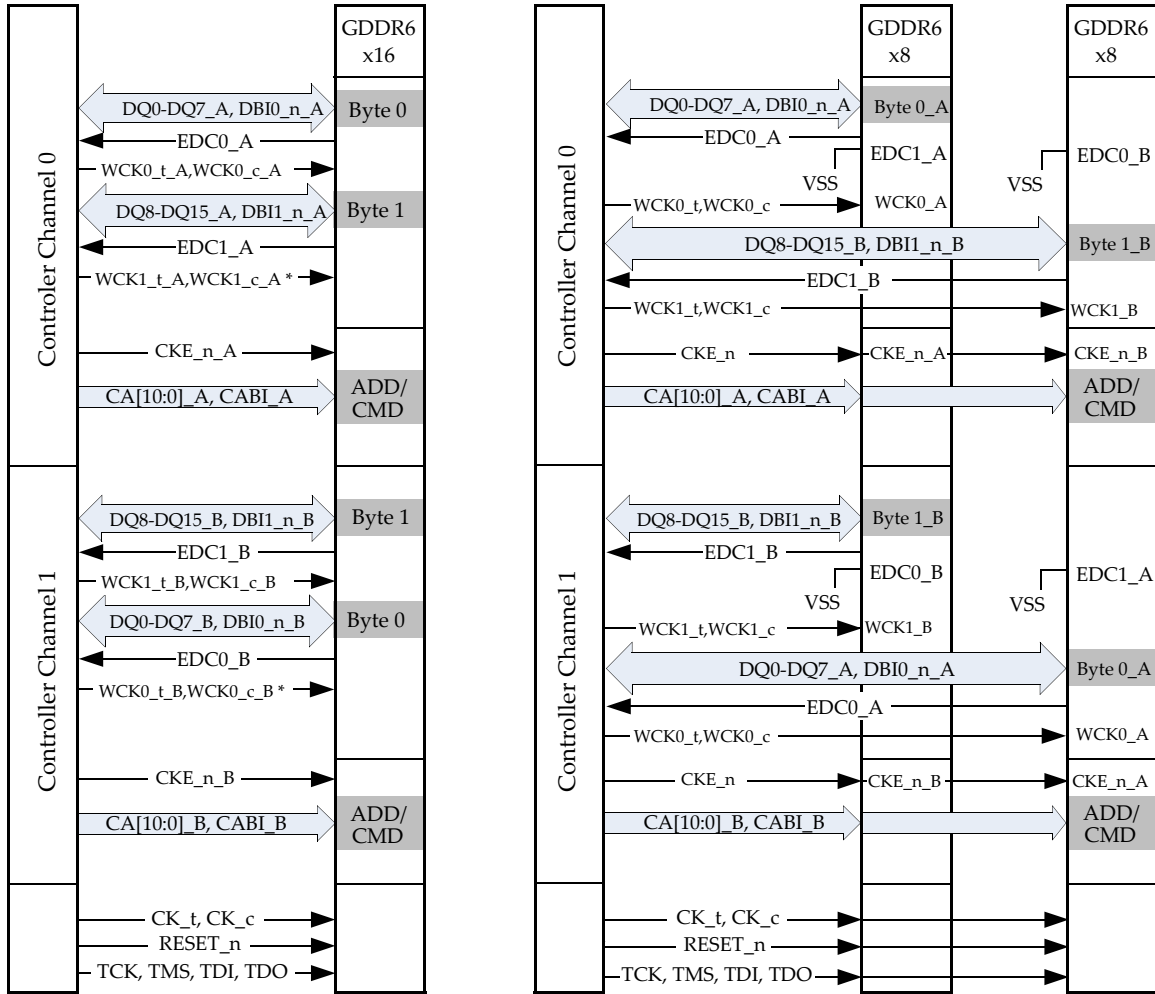 GDDR6
x16
Controler Channel 0
DQ0-DQ7_A, DBI0_n_A
Byte 0
EDC0_A
WCK0_t_A,WCK0_c_A
DQ8-DQ15_A, DBI1_n_A
Byte 1
EDC1_A
WCK1_t_A,WCK1_c_A *
CKE_n_A
CA[10:0]_A, CABI_A
ADD/
CMD
Controller Channel 1
DQ8-DQ15_B, DBI1_n_B
Byte 1
EDC1_B
WCK1_t_B,WCK1_c_B
DQ0-DQ7_B, DBI0_n_B
Byte 0
EDC0_B
WCK0_t_B,WCK0_c_B *
CKE_n_B
CA[10:0]_B, CABI_B
ADD/
CMD
CK_t, CK_c
RESET_n
TCK, TMS, TDI, TDO
GDDR6
x8
GDDR6
x8
Controller Channel 0
DQ0-DQ7_A, DBI0_n_A
Byte 0_A
EDC0_A
EDC1_A
EDC0_B
VSS
VSS
WCK0_t,WCK0_c
WCK0_A
DQ8-DQ15_B, DBI1_n_B
Byte 1_B
EDC1_B
WCK1_t,WCK1_c
WCK1_B
CKE_n
CKE_n_A
CKE_n_B
CA[10:0]_A, CABI_A
ADD/
CMD
Controller Channel 1
DQ8-DQ15_B, DBI1_n_B
Byte 1_B
EDC1_B
EDC0_B
EDC1_A
VSS
VSS
WCK1_t,WCK1_c
WCK1_B
DQ0-DQ7_A, DBI0_n_A
Byte 0_A
EDC0_A
WCK0_t,WCK0_c
WCK0_A
CKE_n
CKE_n_B
CKE_n_A
CA[10:0]_B, CABI_B
ADD/
CMD
CK_t, CK_c
RESET_n
TCK, TMS, TDI, TDO